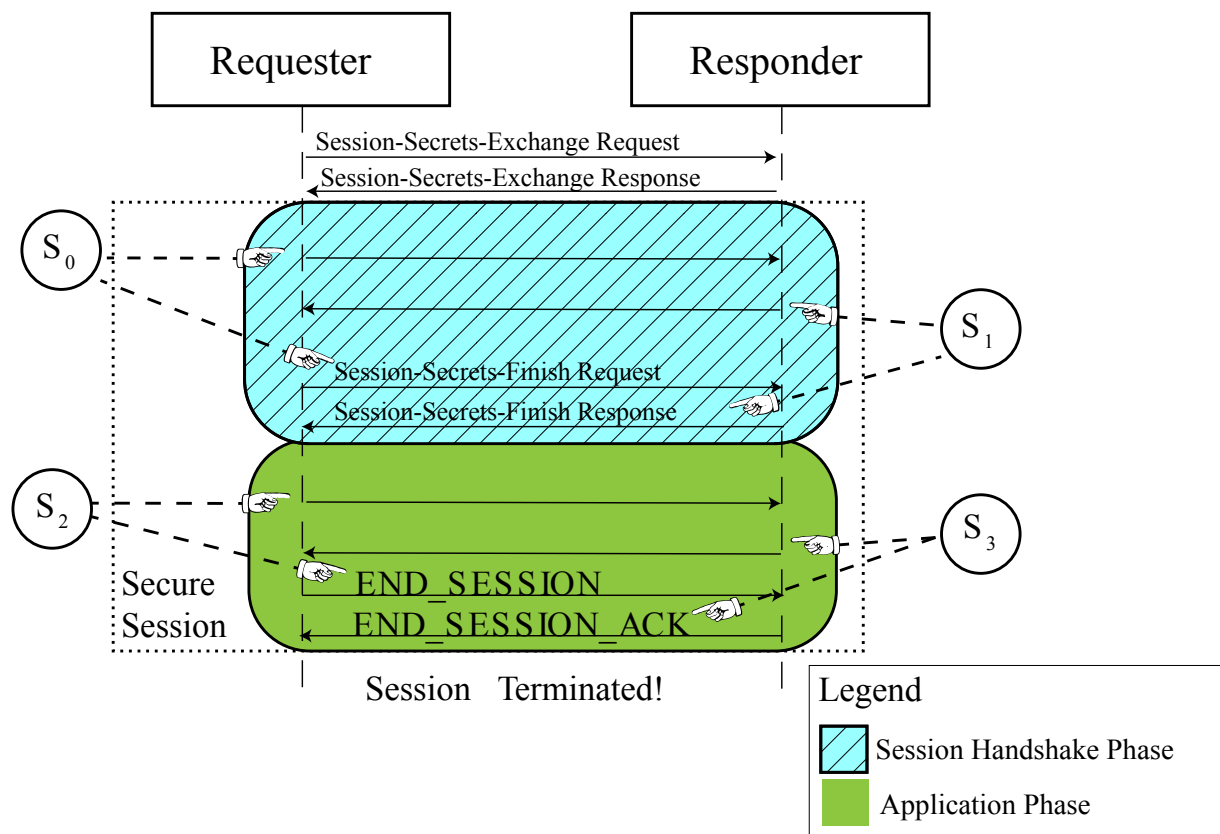 Requester
Responder
Session-Secrets-Exchange Request
Session-Secrets-Exchange Response
S0
S1
Session-Secrets-Finish Request
Session-Secrets-Finish Response
S2
S3
Secure
Session
END_SESSION
END_SESSION_ACK
Session Terminated!
Legend
Session Handshake Phase
Application Phase